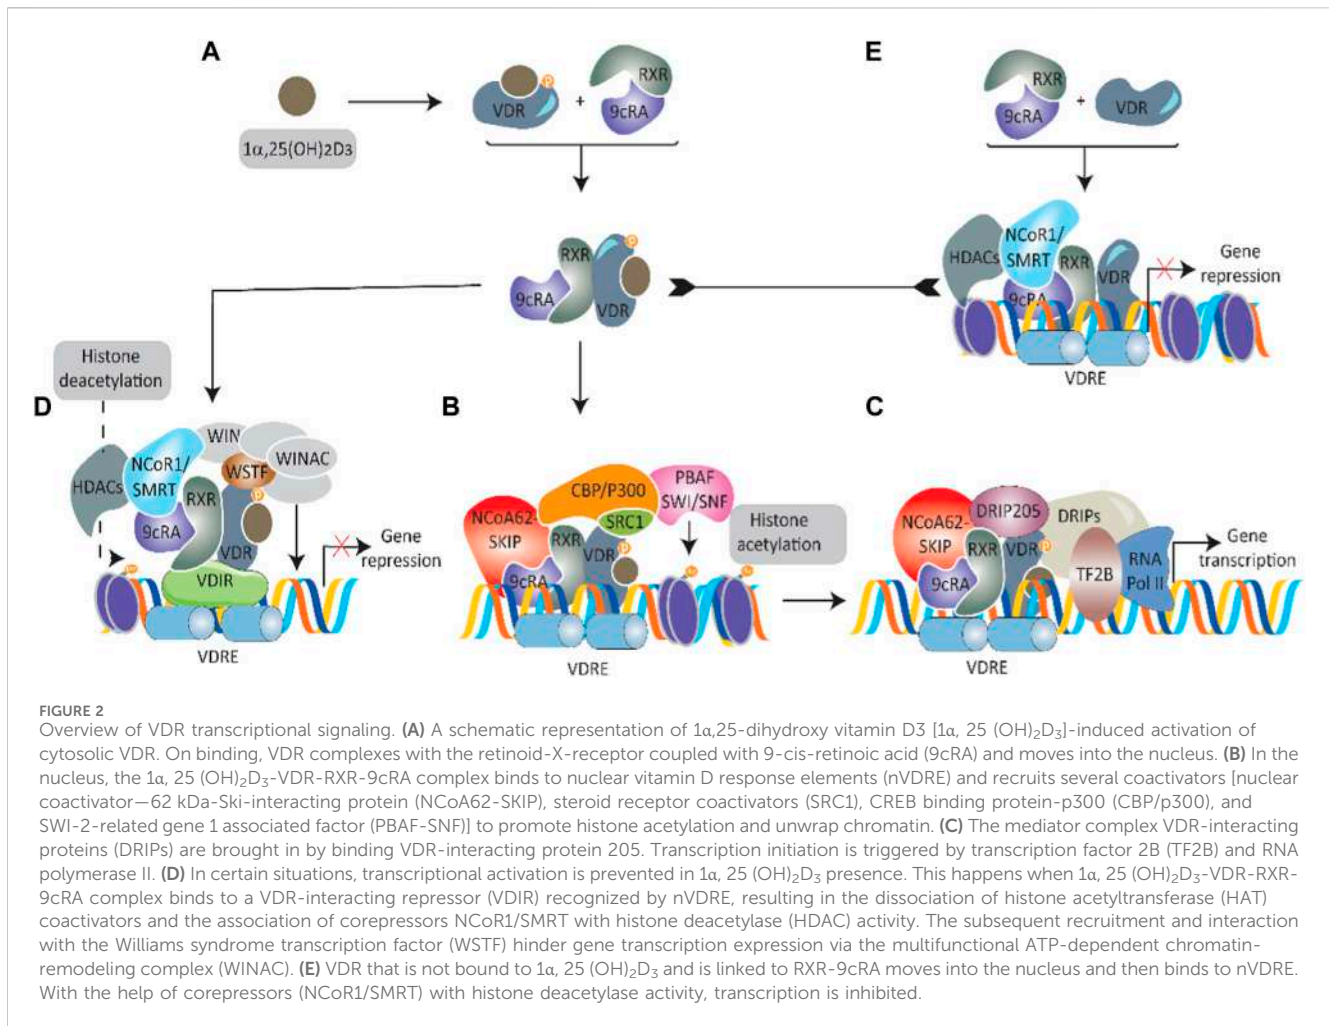 A
1α,25(OH)2D3
VDR
P
+
RXR
9cRA
E
RXR
9cRA
+
VDR
RXR
9cRA
VDR
P
HDACs
NCoR1/
SMRT
9cRA
RXR
VDR
Gene
repression
VDRE
Histone
deacetylation
D
HDACs
NCoR1/
SMRT
9cRA
RXR
WIN
WSTF
WINAC
P
VDR
VDIR
Gene
repression
VDRE
B
NCoA62-
SKIP
9cRA
RXR
CBP/P300
SRC1
VDR
P
PBAF
SWI/SNF
Histone
acetylation
VDRE
C
NCoA62-
SKIP
9cRA
RXR
DRIP205
VDR
P
DRIPs
TF2B
RNA
Pol II
Gene
transcription
VDRE
FIGURE 2
Overview of VDR transcriptional signaling. (A) A schematic representation of 1α,25-dihydroxy vitamin D3 [1α, 25 (OH)₂D₃]-induced activation of
cytosolic VDR. On binding, VDR complexes with the retinoid-X-receptor coupled with 9-cis-retinoic acid (9cRA) and moves into the nucleus. (B) In the
nucleus, the 1α, 25 (OH)₂D₃-VDR-RXR-9cRA complex binds to nuclear vitamin D response elements (nVDRE) and recruits several coactivators [nuclear
coactivator—62 kDa-Ski-interacting protein (NCoA62-SKIP), steroid receptor coactivators (SRC1), CREB binding protein-p300 (CBP/p300), and
SWI-2-related gene 1 associated factor (PBAF-SNF)] to promote histone acetylation and unwrap chromatin. (C) The mediator complex VDR-interacting
proteins (DRIPs) are brought in by binding VDR-interacting protein 205. Transcription initiation is triggered by transcription factor 2B (TF2B) and RNA
polymerase II. (D) In certain situations, transcriptional activation is prevented in 1α, 25 (OH)₂D₃ presence. This happens when 1α, 25 (OH)₂D₃-VDR-RXR-
9cRA complex binds to a VDR-interacting repressor (VDIR) recognized by nVDRE, resulting in the dissociation of histone acetyltransferase (HAT)
coactivators and the association of corepressors NCoR1/SMRT with histone deacetylase (HDAC) activity. The subsequent recruitment and interaction
with the Williams syndrome transcription factor (WSTF) hinder gene transcription expression via the multifunctional ATP-dependent chromatin-
remodeling complex (WINAC). (E) VDR that is not bound to 1α, 25 (OH)₂D₃ and is linked to RXR-9cRA moves into the nucleus and then binds to nVDRE.
With the help of corepressors (NCoR1/SMRT) with histone deacetylase activity, transcription is inhibited.